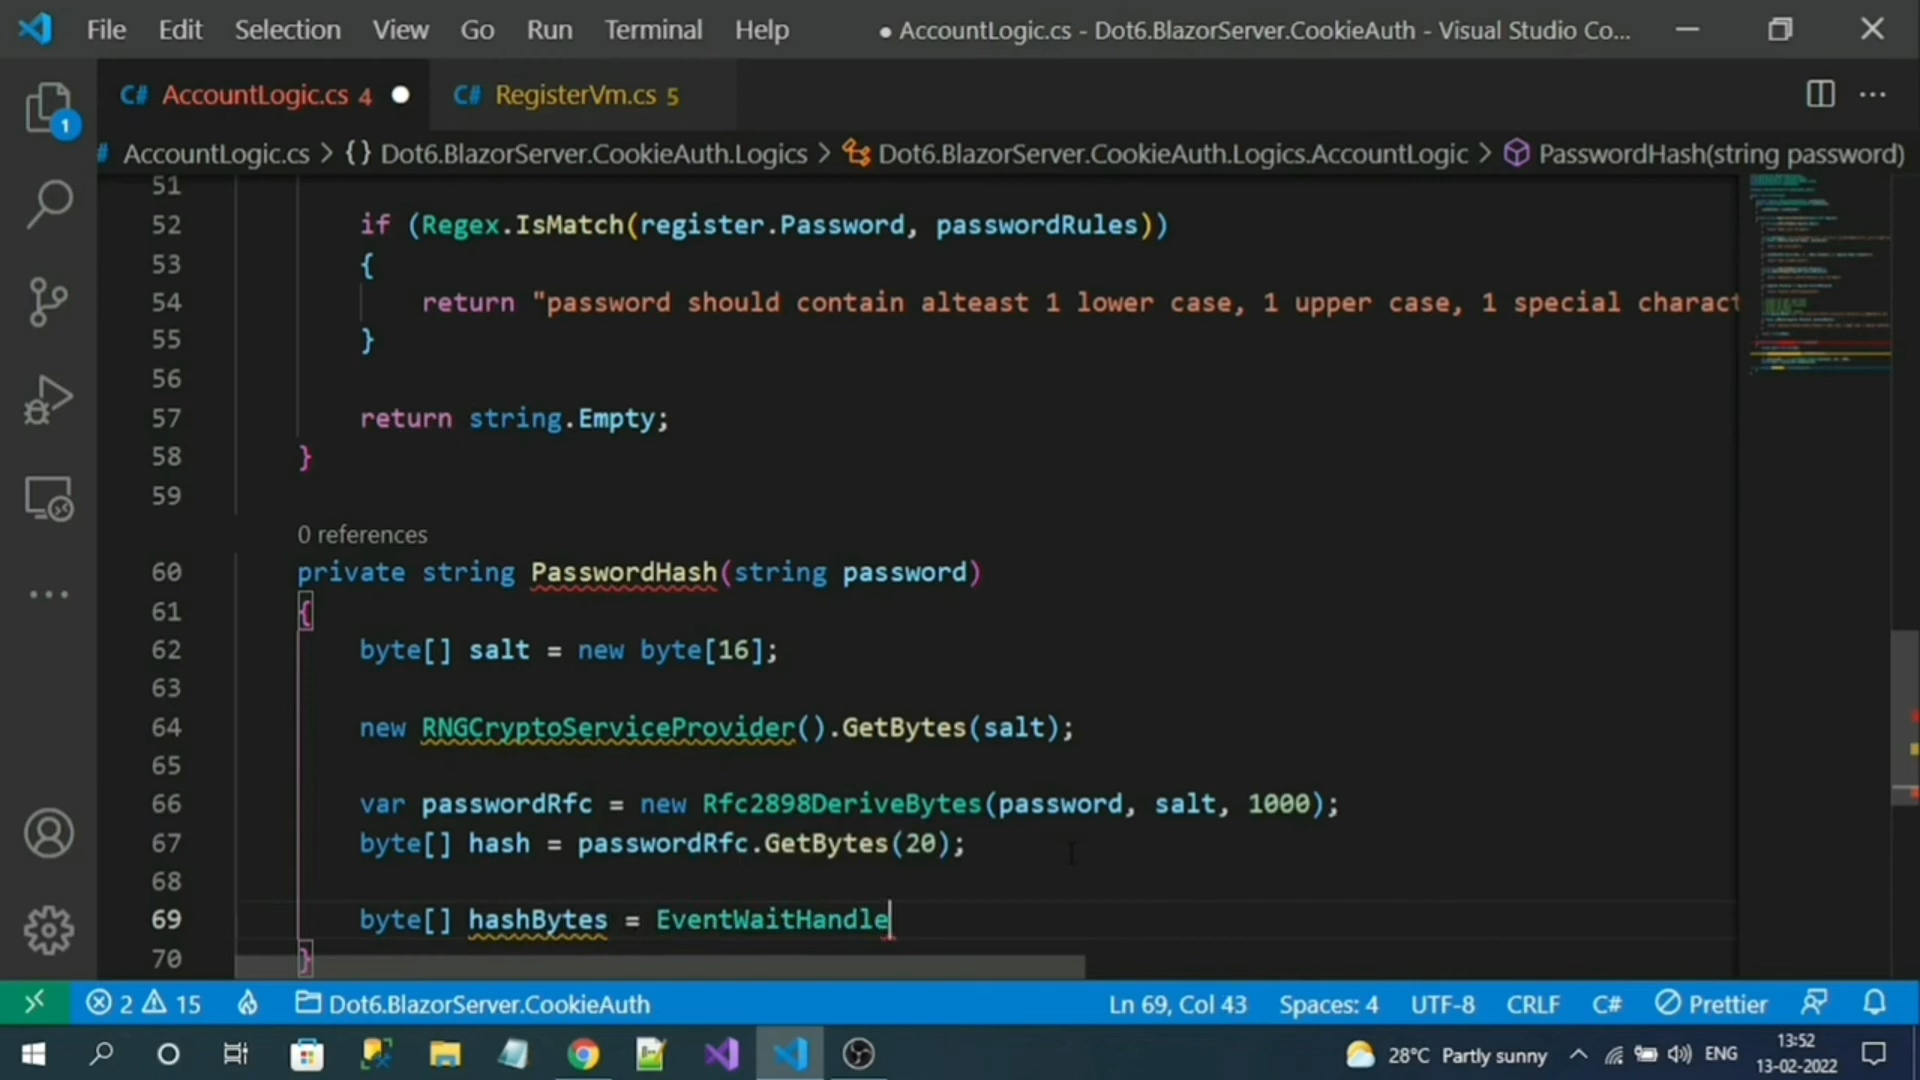 File Edit Selection View Go Run Terminal Help ● AccountLogic.cs - Dot6.BlazorServer.CookieAuth - Visual Studio Co...
C# AccountLogic.cs 4 ● C# RegisterVm.cs 5
1
AccountLogic.cs > {} Dot6.BlazorServer.CookieAuth.Logics > Dot6.BlazorServer.CookieAuth.Logics.AccountLogic > PasswordHash(string password)
51
52 if (Regex.IsMatch(register.Password, passwordRules))
53 {
54 return "password should contain alteast 1 lower case, 1 upper case, 1 special charact
55 }
56
57 return string.Empty;
58 }
59
0 references
60 private string PasswordHash(string password)
61 {
62 byte[] salt = new byte[16];
63
64 new RNGCryptoServiceProvider().GetBytes(salt);
65
66 var passwordRfc = new Rfc2898DeriveBytes(password, salt, 1000);
67 byte[] hash = passwordRfc.GetBytes(20);
68
69 byte[] hashBytes = EventWaitHandle
70 }
2 15 Dot6.BlazorServer.CookieAuth Ln 69, Col 43 Spaces: 4 UTF-8 CRLF C# Prettier
28°C Partly sunny ENG 13:52
13-02-2022